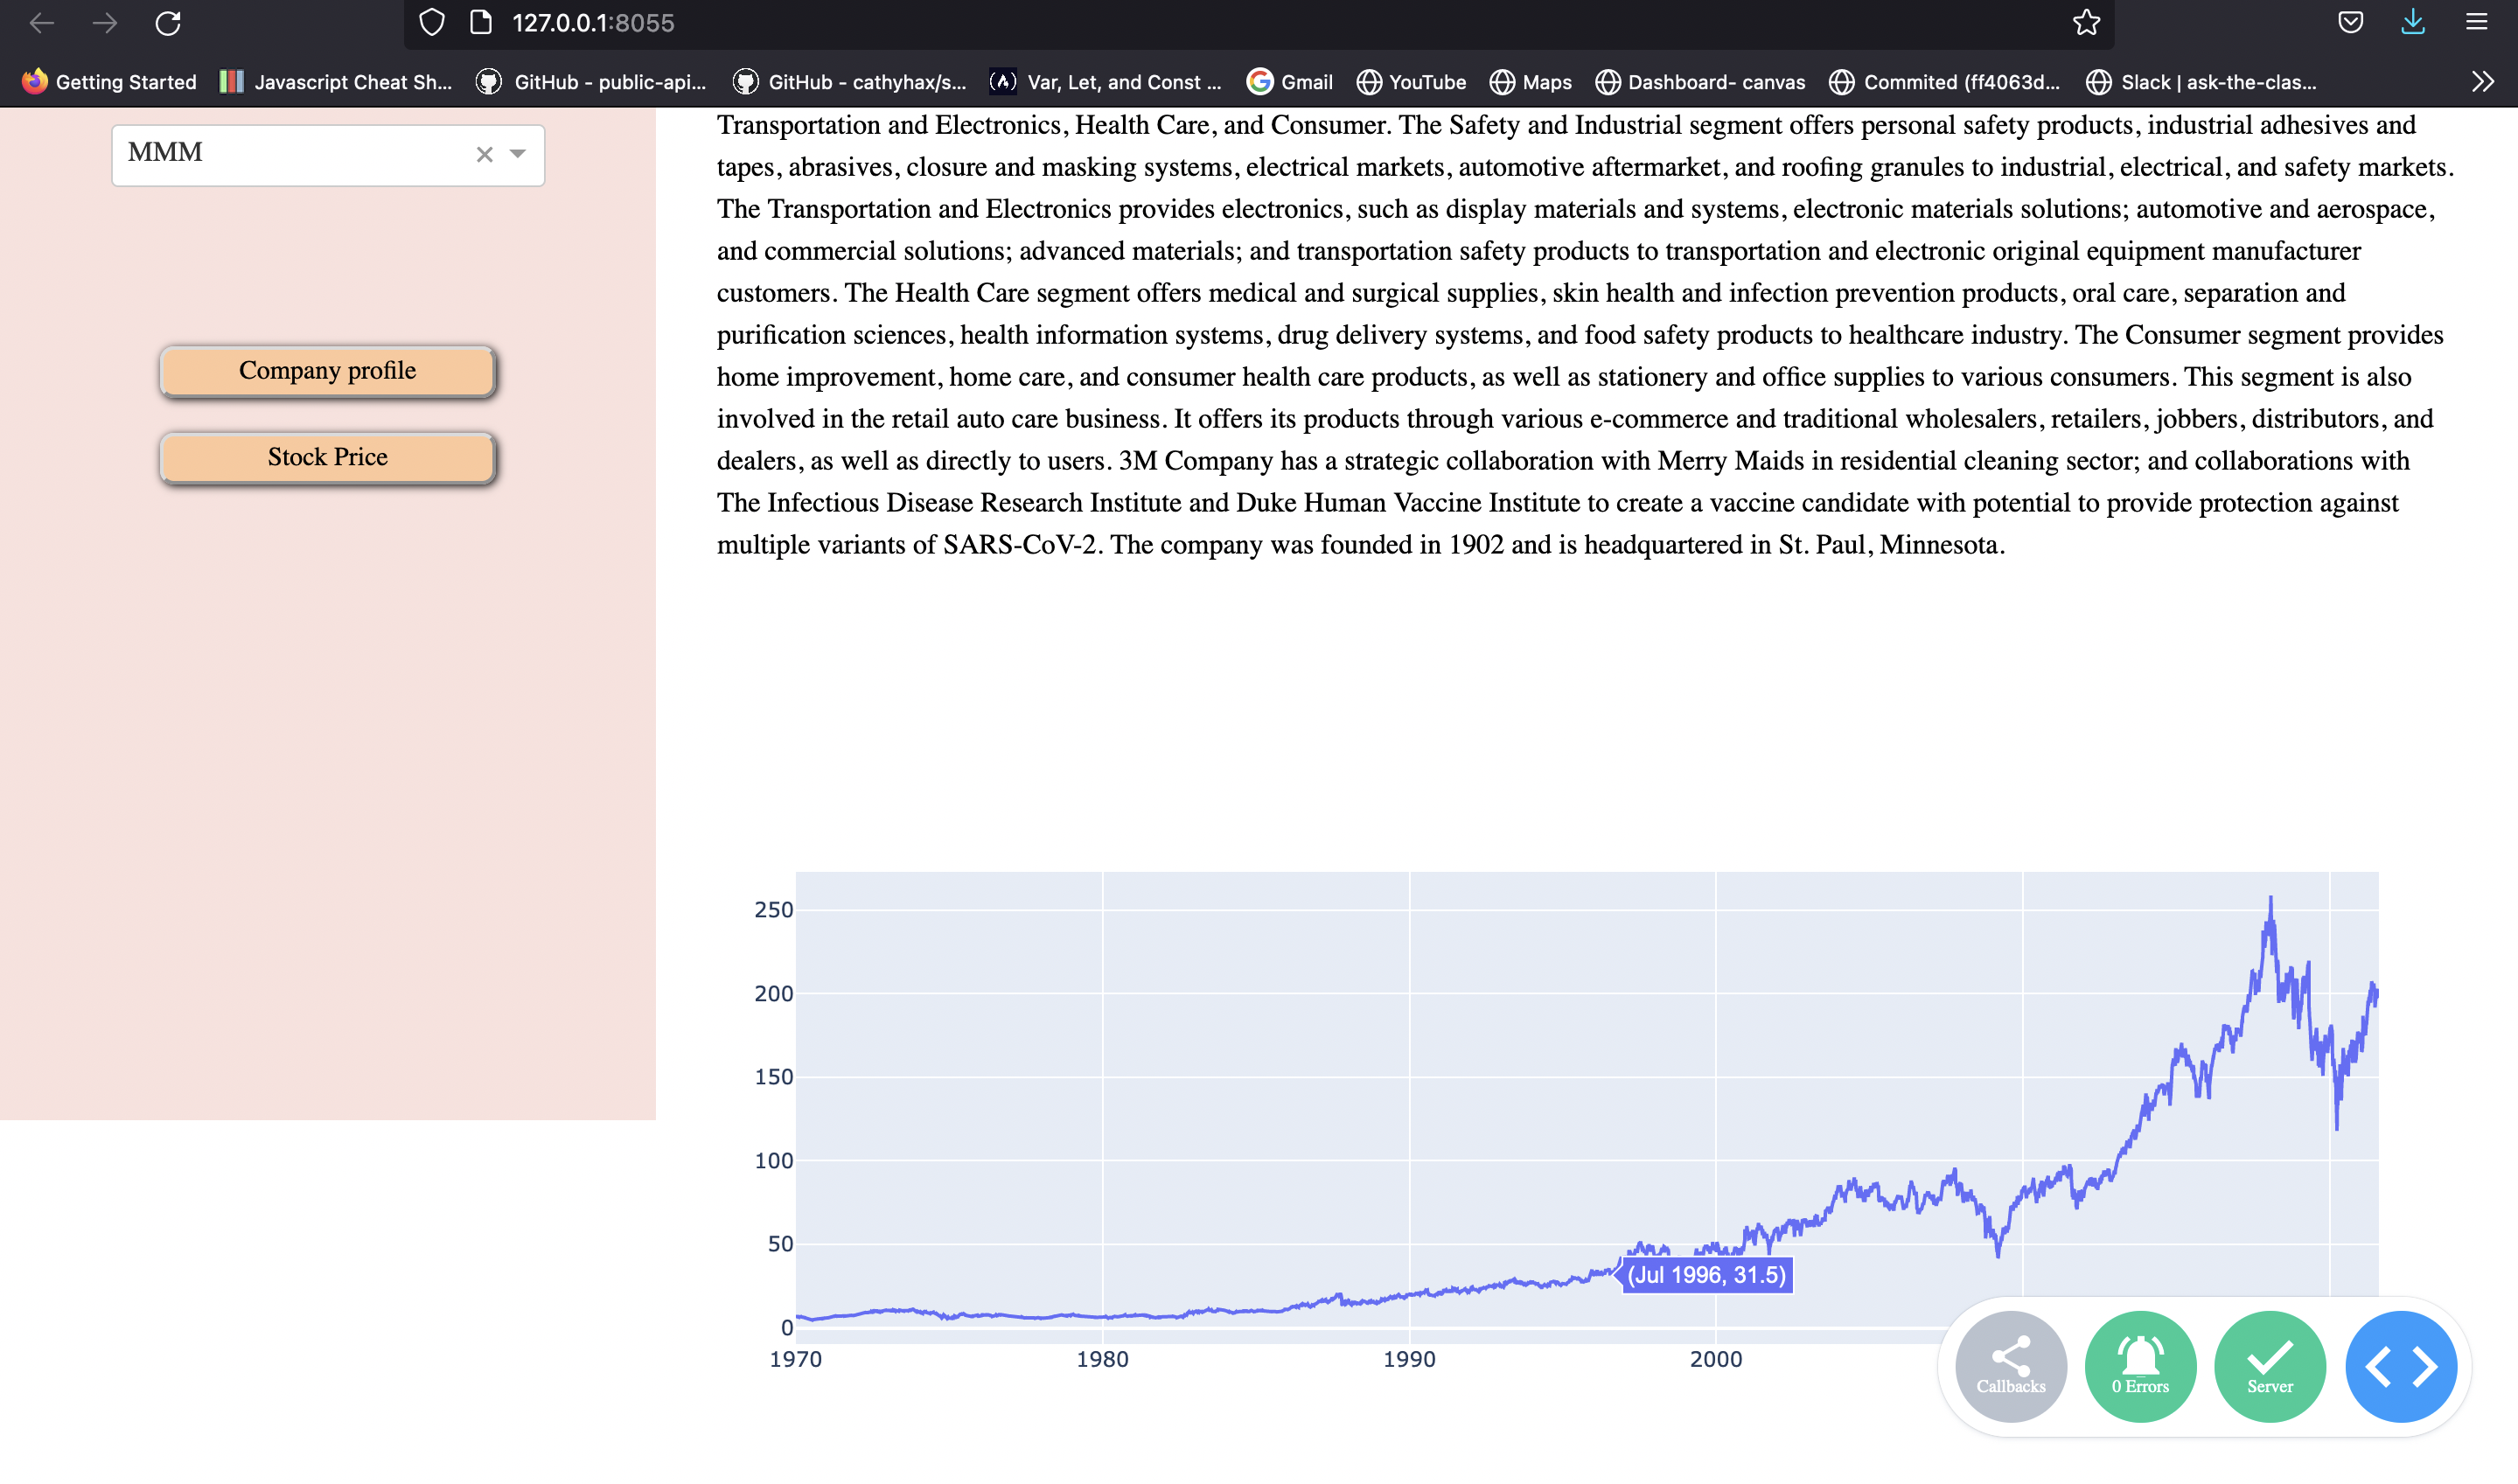 127.0.0.1:8055
Getting Started Javascript Cheat Sh... GitHub - public-api... GitHub - cathyhax/s... Var, Let, and Const ... Gmail YouTube Maps Dashboard- canvas Commited (ff4063d... Slack | ask-the-clas...
MMM
Company profile
Stock Price
Transportation and Electronics, Health Care, and Consumer. The Safety and Industrial segment offers personal safety products, industrial adhesives and
tapes, abrasives, closure and masking systems, electrical markets, automotive aftermarket, and roofing granules to industrial, electrical, and safety markets.
The Transportation and Electronics provides electronics, such as display materials and systems, electronic materials solutions; automotive and aerospace,
and commercial solutions; advanced materials; and transportation safety products to transportation and electronic original equipment manufacturer
customers. The Health Care segment offers medical and surgical supplies, skin health and infection prevention products, oral care, separation and
purification sciences, health information systems, drug delivery systems, and food safety products to healthcare industry. The Consumer segment provides
home improvement, home care, and consumer health care products, as well as stationery and office supplies to various consumers. This segment is also
involved in the retail auto care business. It offers its products through various e-commerce and traditional wholesalers, retailers, jobbers, distributors, and
dealers, as well as directly to users. 3M Company has a strategic collaboration with Merry Maids in residential cleaning sector; and collaborations with
The Infectious Disease Research Institute and Duke Human Vaccine Institute to create a vaccine candidate with potential to provide protection against
multiple variants of SARS-CoV-2. The company was founded in 1902 and is headquartered in St. Paul, Minnesota.
250
200
150
100
50
(Jul 1996, 31.5)
0
1970 1980 1990 2000
Callbacks 0 Errors Server